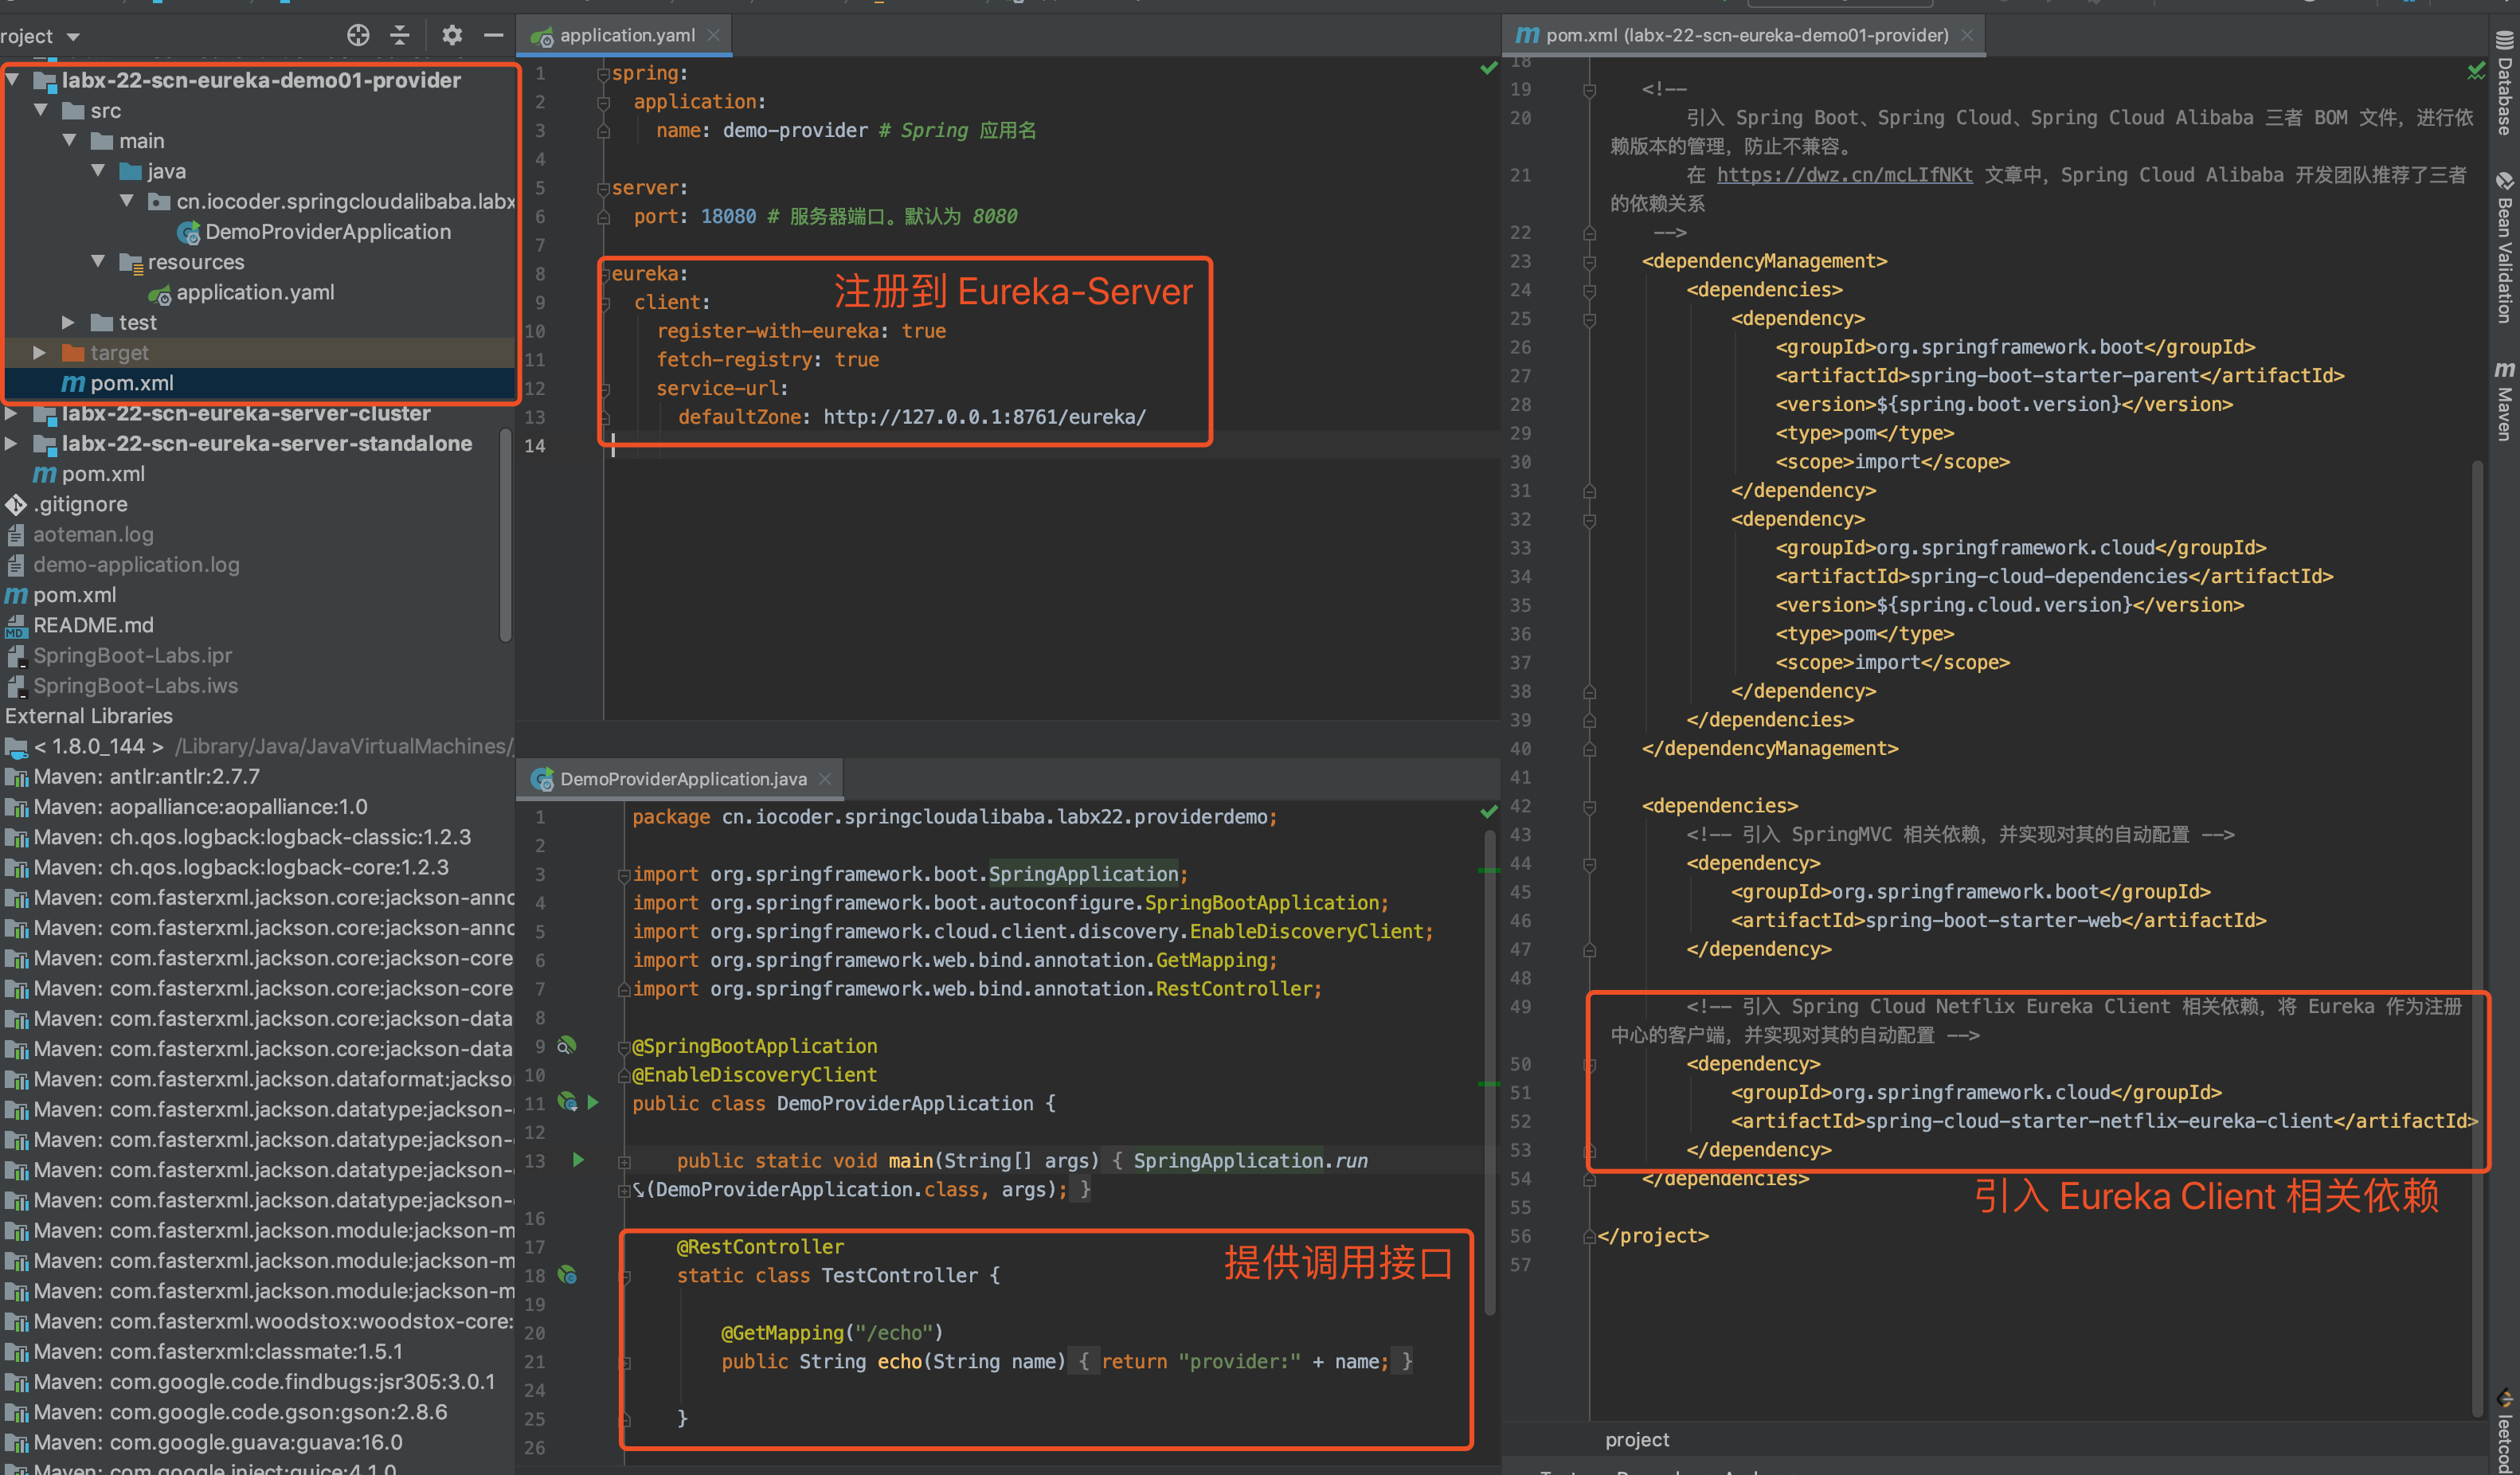 roject
labx-22-scn-eureka-demo01-provider
src
main
java
cn.iocoder.springcloudalibaba.labx
DemoProviderApplication
resources
application.yaml
test
target
pom.xml
labx-22-scn-eureka-server-cluster
labx-22-scn-eureka-server-standalone
pom.xml
.gitignore
aoteman.log
demo-application.log
pom.xml
README.md
SpringBoot-Labs.ipr
SpringBoot-Labs.iws
External Libraries
< 1.8.0_144 > /Library/Java/JavaVirtualMachines/
Maven: antlr:antlr:2.7.7
Maven: aopalliance:aopalliance:1.0
Maven: ch.qos.logback:logback-classic:1.2.3
Maven: ch.qos.logback:logback-core:1.2.3
Maven: com.fasterxml.jackson.core:jackson-anno
Maven: com.fasterxml.jackson.core:jackson-anno
Maven: com.fasterxml.jackson.core:jackson-core
Maven: com.fasterxml.jackson.core:jackson-core
Maven: com.fasterxml.jackson.core:jackson-data
Maven: com.fasterxml.jackson.core:jackson-data
Maven: com.fasterxml.jackson.dataformat:jackso
Maven: com.fasterxml.jackson.datatype:jackson-
Maven: com.fasterxml.jackson.datatype:jackson-
Maven: com.fasterxml.jackson.datatype:jackson-
Maven: com.fasterxml.jackson.datatype:jackson-
Maven: com.fasterxml.jackson.module:jackson-m
Maven: com.fasterxml.jackson.module:jackson-m
Maven: com.fasterxml.jackson.module:jackson-m
Maven: com.fasterxml.woodstox:woodstox-core:
Maven: com.fasterxml:classmate:1.5.1
Maven: com.google.code.findbugs:jsr305:3.0.1
Maven: com.google.code.gson:gson:2.8.6
Maven: com.google.guava:guava:16.0
Maven: com.google.inject:guice:4.1.0
application.yaml
1 spring:
2 application:
3 name: demo-provider # Spring 应用名
4
5 server:
6 port: 18080 # 服务器端口。默认为 8080
7
8 eureka:
注册到 Eureka-Server
9 client:
10 register-with-eureka: true
11 fetch-registry: true
12 service-url:
13 defaultZone: http://127.0.0.1:8761/eureka/
14
DemoProviderApplication.java
1 package cn.iocoder.springcloudalibaba.labx22.providerdemo;
2
3 import org.springframework.boot.SpringApplication;
4 import org.springframework.boot.autoconfigure.SpringBootApplication;
5 import org.springframework.cloud.client.discovery.EnableDiscoveryClient;
6 import org.springframework.web.bind.annotation.GetMapping;
7 import org.springframework.web.bind.annotation.RestController;
8
9 @SpringBootApplication
10 @EnableDiscoveryClient
11 public class DemoProviderApplication {
12
13 public static void main(String[] args) { SpringApplication.run
(DemoProviderApplication.class, args); }
16
17 @RestController
提供调用接口
18 static class TestController {
19
20 @GetMapping("/echo")
21 public String echo(String name) { return "provider:" + name; }
24
25 }
26
pom.xml (labx-22-scn-eureka-demo01-provider)
18
19 <!--
20 引入 Spring Boot、Spring Cloud、Spring Cloud Alibaba 三者 BOM 文件，进行依
赖版本的管理，防止不兼容。
21 在 https://dwz.cn/mcLIfNKt 文章中，Spring Cloud Alibaba 开发团队推荐了三者
的依赖关系
22 -->
23 <dependencyManagement>
24 <dependencies>
25 <dependency>
26 <groupId>org.springframework.boot</groupId>
27 <artifactId>spring-boot-starter-parent</artifactId>
28 <version>${spring.boot.version}</version>
29 <type>pom</type>
30 <scope>import</scope>
31 </dependency>
32 <dependency>
33 <groupId>org.springframework.cloud</groupId>
34 <artifactId>spring-cloud-dependencies</artifactId>
35 <version>${spring.cloud.version}</version>
36 <type>pom</type>
37 <scope>import</scope>
38 </dependency>
39 </dependencies>
40 </dependencyManagement>
41
42 <dependencies>
43 <!-- 引入 SpringMVC 相关依赖，并实现对其的自动配置 -->
44 <dependency>
45 <groupId>org.springframework.boot</groupId>
46 <artifactId>spring-boot-starter-web</artifactId>
47 </dependency>
48
49 <!-- 引入 Spring Cloud Netflix Eureka Client 相关依赖，将 Eureka 作为注册
中心的客户端，并实现对其的自动配置 -->
50 <dependency>
51 <groupId>org.springframework.cloud</groupId>
52 <artifactId>spring-cloud-starter-netflix-eureka-client</artifactId>
53 </dependency>
54 </dependencies>
引入 Eureka Client 相关依赖
55
56 </project>
57
project
Database
Bean Validation
Maven
leetcod